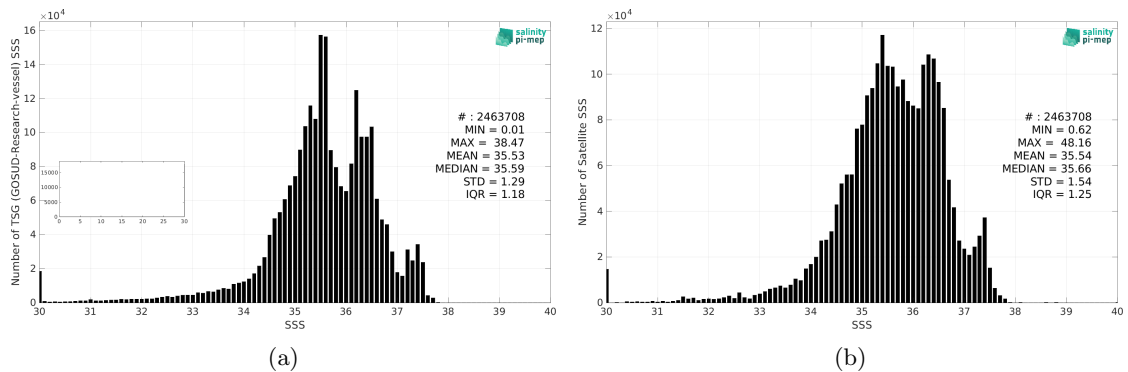 ×10⁴
16
14
12
10
8
6
4
2
0
Number of TSG (GOSUD-Research-vessel) SSS
salinity
pi-mep
# : 2463708
MIN = 0.01
MAX = 38.47
MEAN = 35.53
MEDIAN = 35.59
STD = 1.29
IQR = 1.18
15000
10000
5000
0
0 5 10 15 20 25 30
30 31 32 33 34 35 36 37 38 39 40
SSS
(a)
×10⁴
12
10
8
6
4
2
0
Number of Satellite SSS
salinity
pi-mep
# : 2463708
MIN = 0.62
MAX = 48.16
MEAN = 35.54
MEDIAN = 35.66
STD = 1.54
IQR = 1.25
30 31 32 33 34 35 36 37 38 39 40
SSS
(b)